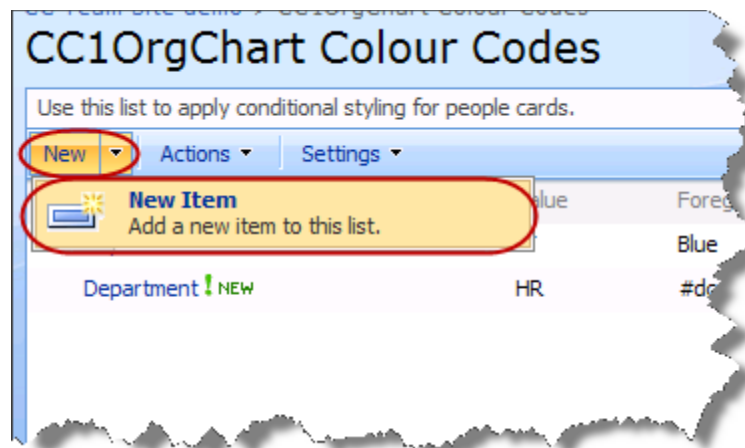 CC1OrgChart Colour Codes
Use this list to apply conditional styling for people cards.
New Actions Settings
New Item
Add a new item to this list.
Blue
Department ! NEW HR